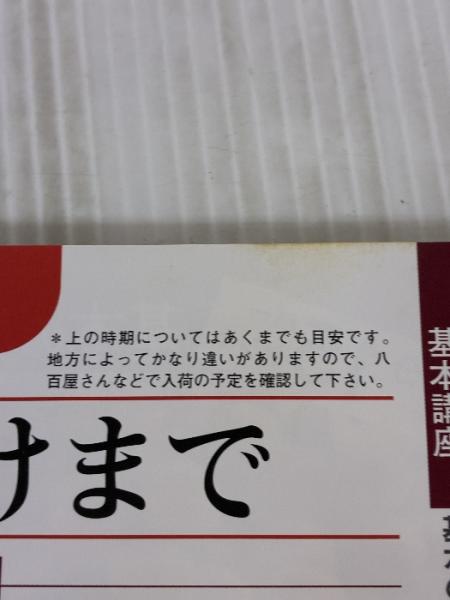 ＊上の時期についてはあくまでも目安です。
地方によってかなり違いがありますので、八
百屋さんなどで入荷の予定を確認して下さい。
けまで
基本講座